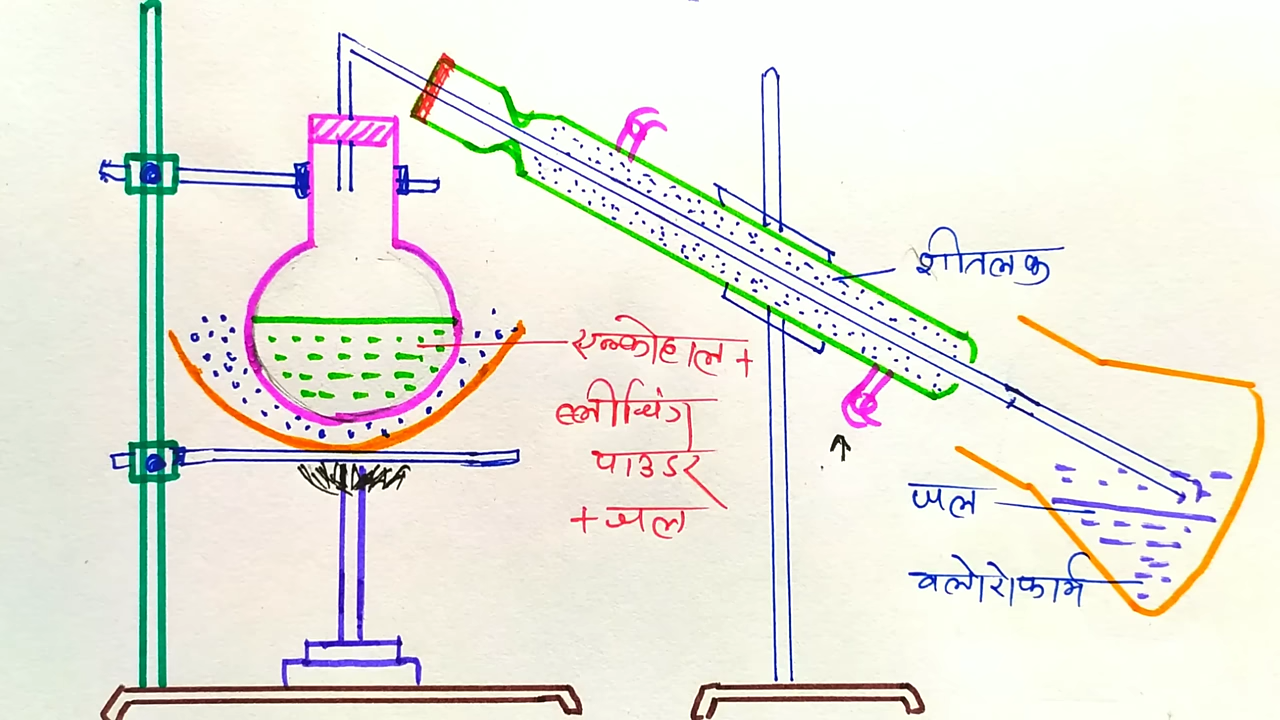 शीतलक
एल्कोहाल +
ब्लीचिंग
पाउडर
+ जल
जल
क्लोरोफार्म